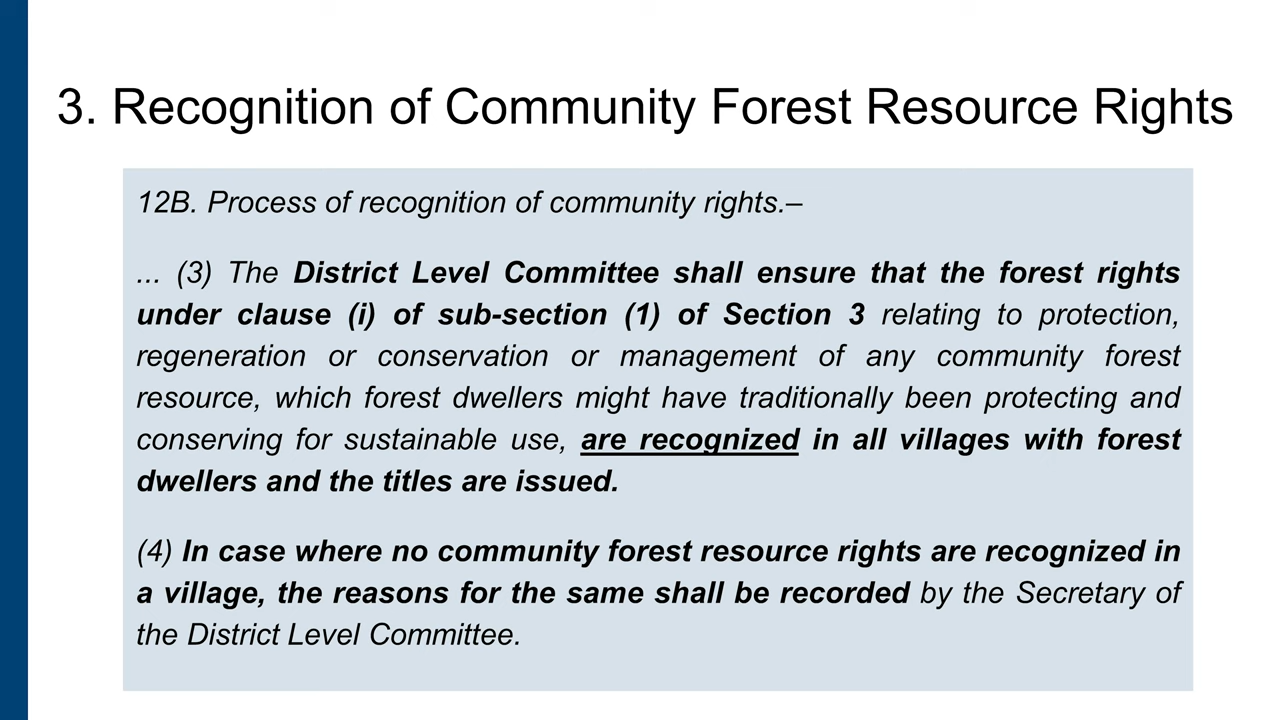 3. Recognition of Community Forest Resource Rights
12B. Process of recognition of community rights.–
... (3) The District Level Committee shall ensure that the forest rights
under clause (i) of sub-section (1) of Section 3 relating to protection,
regeneration or conservation or management of any community forest
resource, which forest dwellers might have traditionally been protecting and
conserving for sustainable use, are recognized in all villages with forest
dwellers and the titles are issued.
(4) In case where no community forest resource rights are recognized in
a village, the reasons for the same shall be recorded by the Secretary of
the District Level Committee.